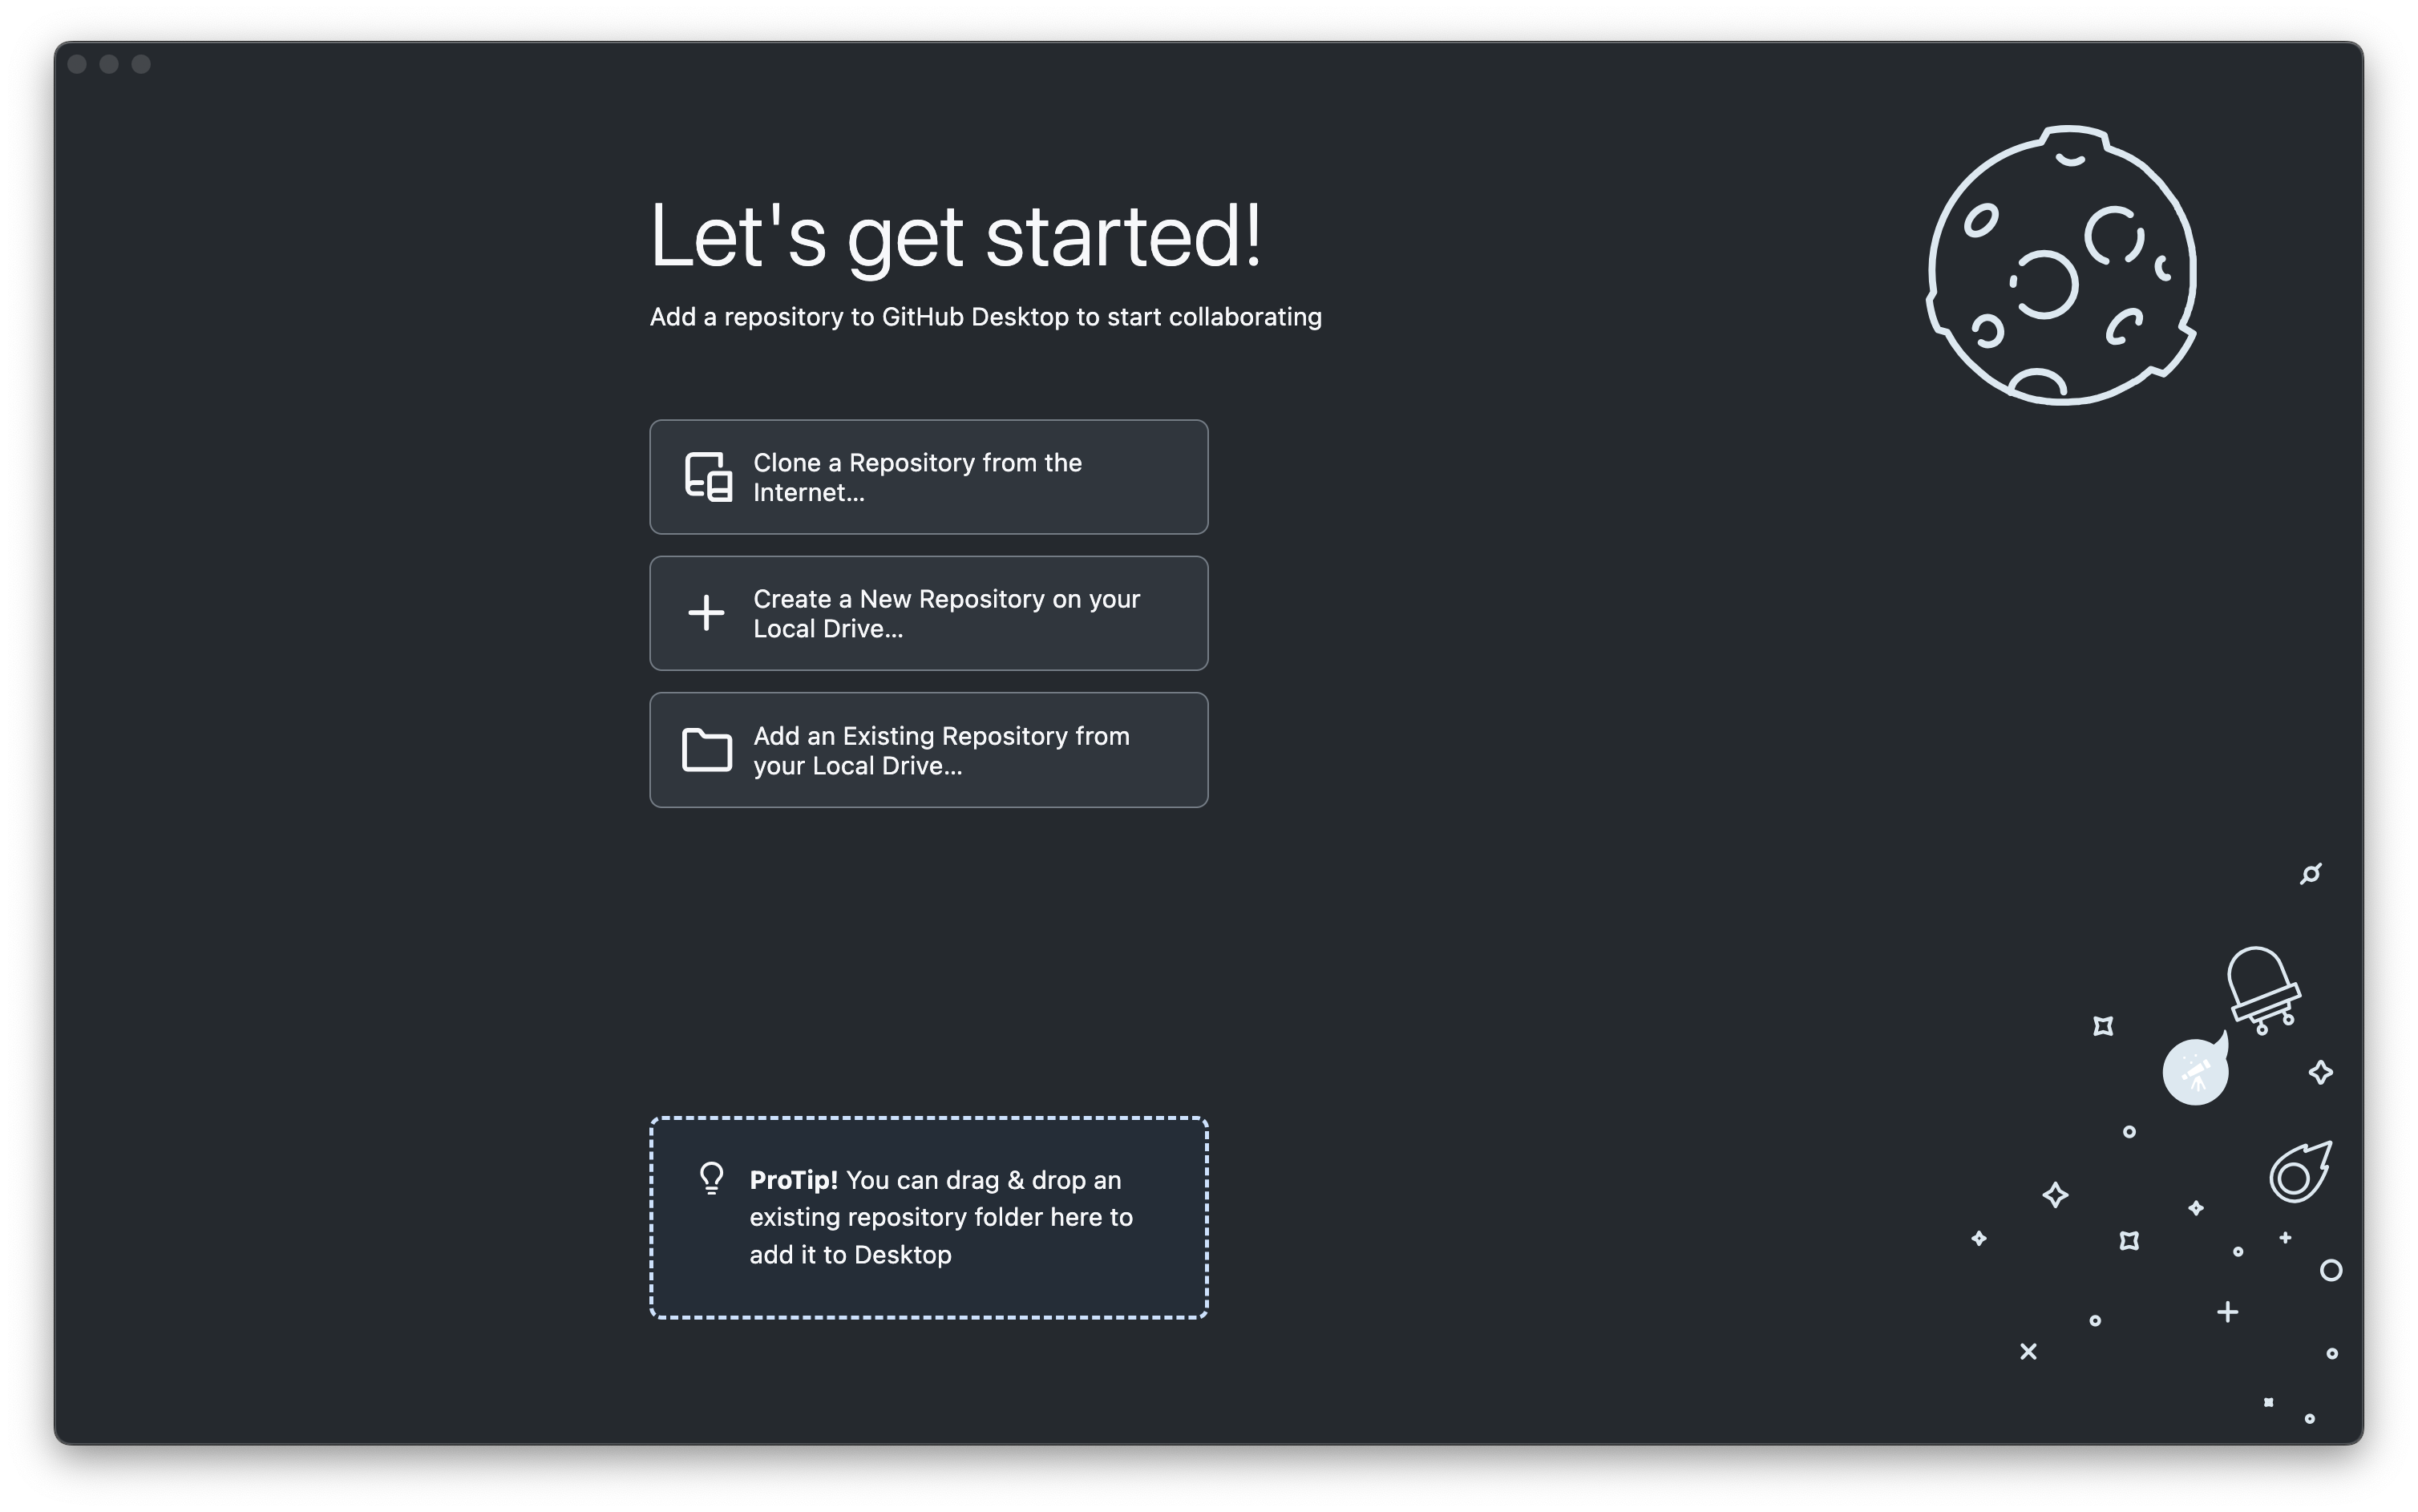 Let's get started!
Add a repository to GitHub Desktop to start collaborating
Clone a Repository from the
Internet...
Create a New Repository on your
Local Drive...
Add an Existing Repository from
your Local Drive...
ProTip! You can drag & drop an
existing repository folder here to
add it to Desktop